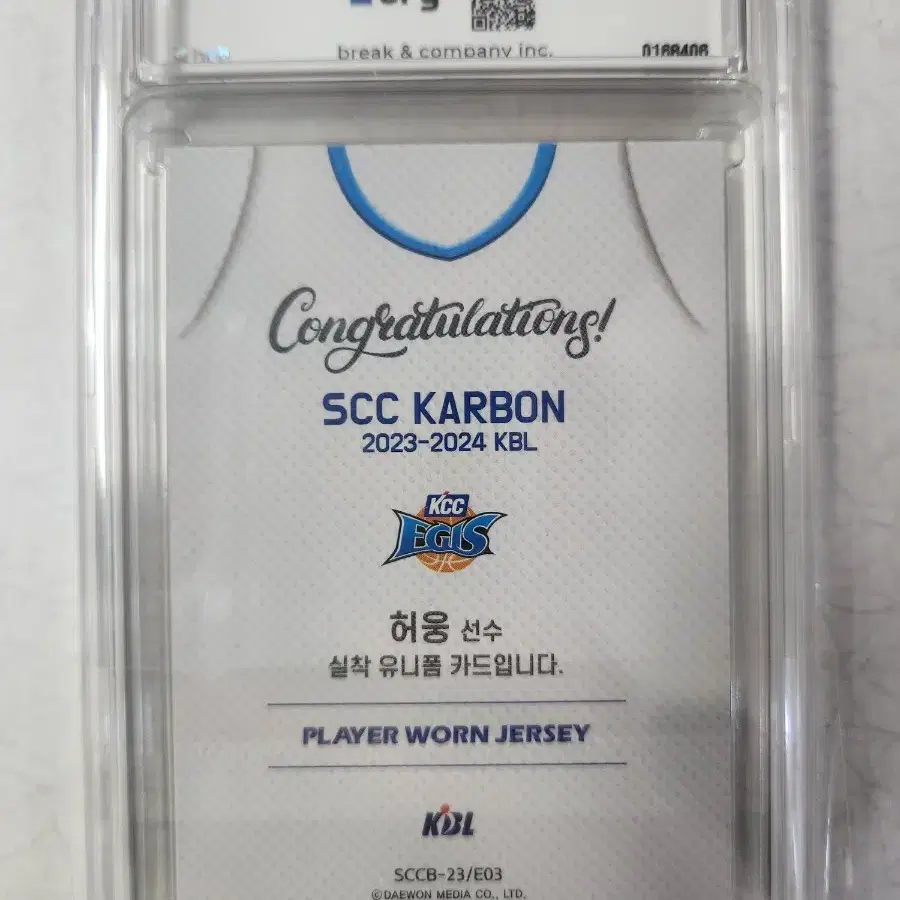 break & company inc.
0168406
Congratulations!
SCC KARBON
2023-2024 KBL
KCC
EGIS
허웅 선수
실착 유니폼 카드입니다.
PLAYER WORN JERSEY
KBL
SCCB-23/E03
©DAEWON MEDIA CO., LTD.